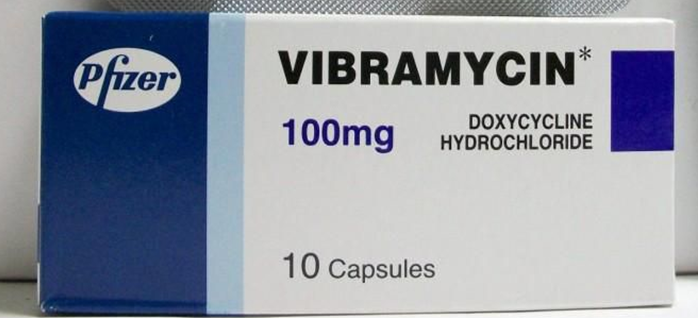 Pfizer
VIBRAMYCIN*
100mg
DOXYCYCLINE
HYDROCHLORIDE
10 Capsules